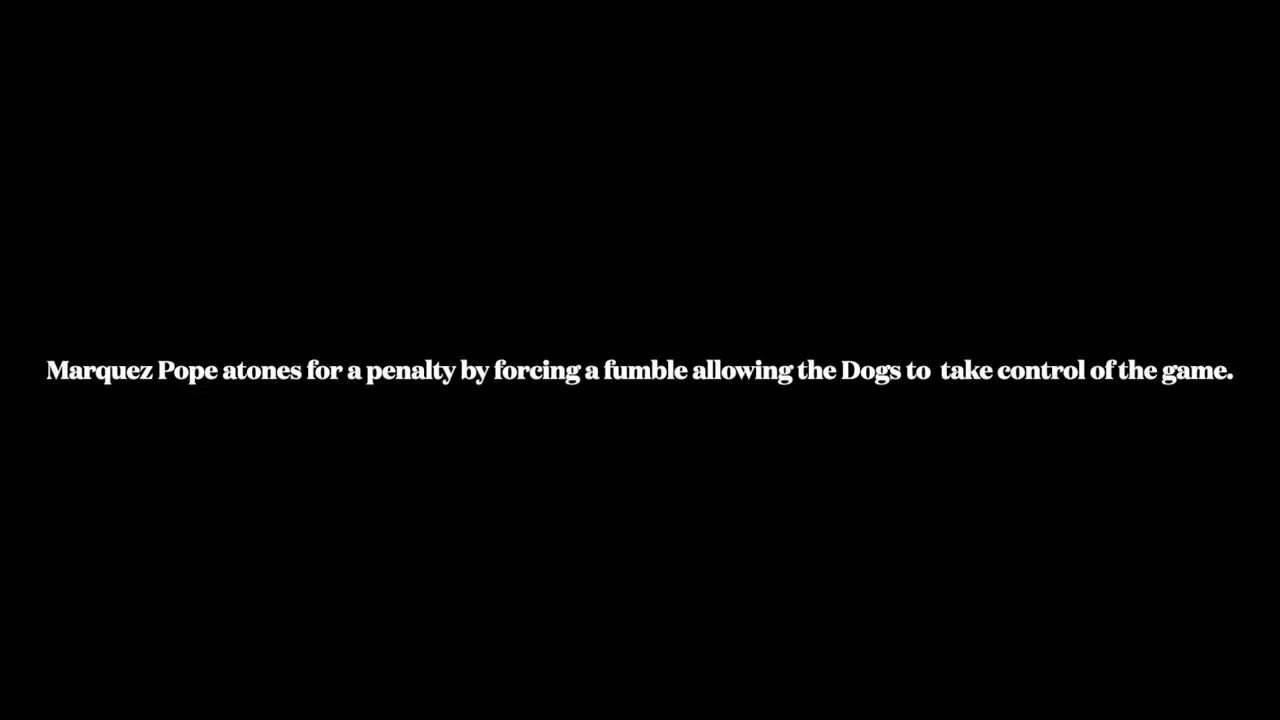 Marquez Pope atones for a penalty by forcing a fumble allowing the Dogs to  take control of the game.